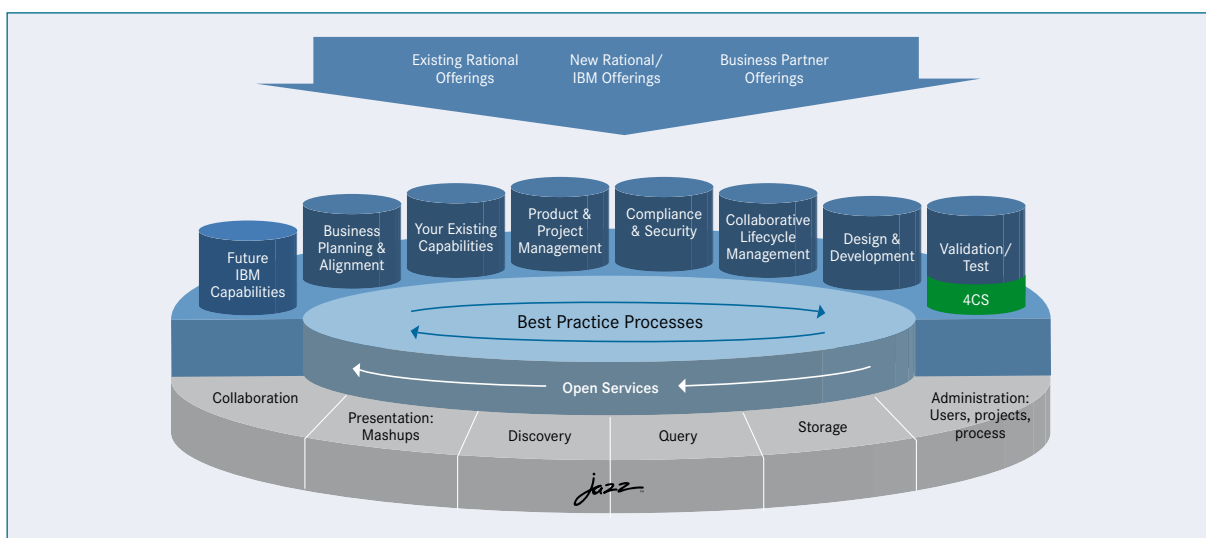 Existing Rational
Offerings
New Rational/
IBM Offerings
Business Partner
Offerings
Future
IBM
Capabilities
Business
Planning &
Alignment
Your Existing
Capabilities
Product &
Project
Management
Compliance
& Security
Collaborative
Lifecycle
Management
Design &
Development
Validation/
Test
4CS
Best Practice Processes
Open Services
Collaboration
Presentation:
Mashups
Discovery
Query
Storage
Administration:
Users, projects,
process
jazz